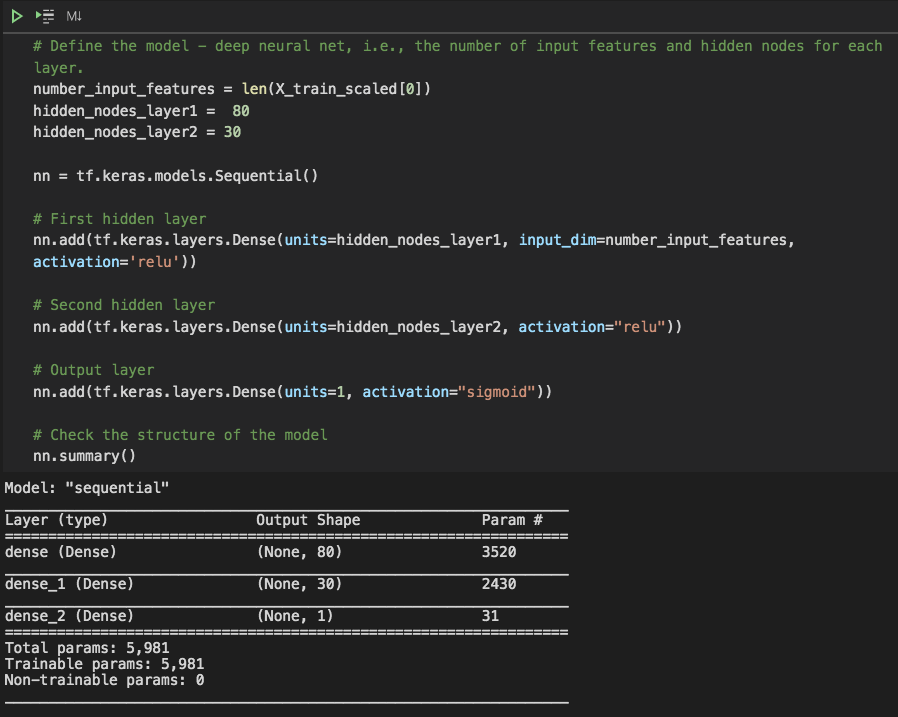 M↓
# Define the model - deep neural net, i.e., the number of input features and hidden nodes for each
layer.
number_input_features = len(X_train_scaled[0])
hidden_nodes_layer1 =  80
hidden_nodes_layer2 = 30
nn = tf.keras.models.Sequential()
# First hidden layer
nn.add(tf.keras.layers.Dense(units=hidden_nodes_layer1, input_dim=number_input_features,
activation='relu'))
# Second hidden layer
nn.add(tf.keras.layers.Dense(units=hidden_nodes_layer2, activation="relu"))
# Output layer
nn.add(tf.keras.layers.Dense(units=1, activation="sigmoid"))
# Check the structure of the model
nn.summary()
Model: "sequential"
Layer (type) Output Shape Param #
dense (Dense) (None, 80) 3520
dense_1 (Dense) (None, 30) 2430
dense_2 (Dense) (None, 1) 31
Total params: 5,981
Trainable params: 5,981
Non-trainable params: 0